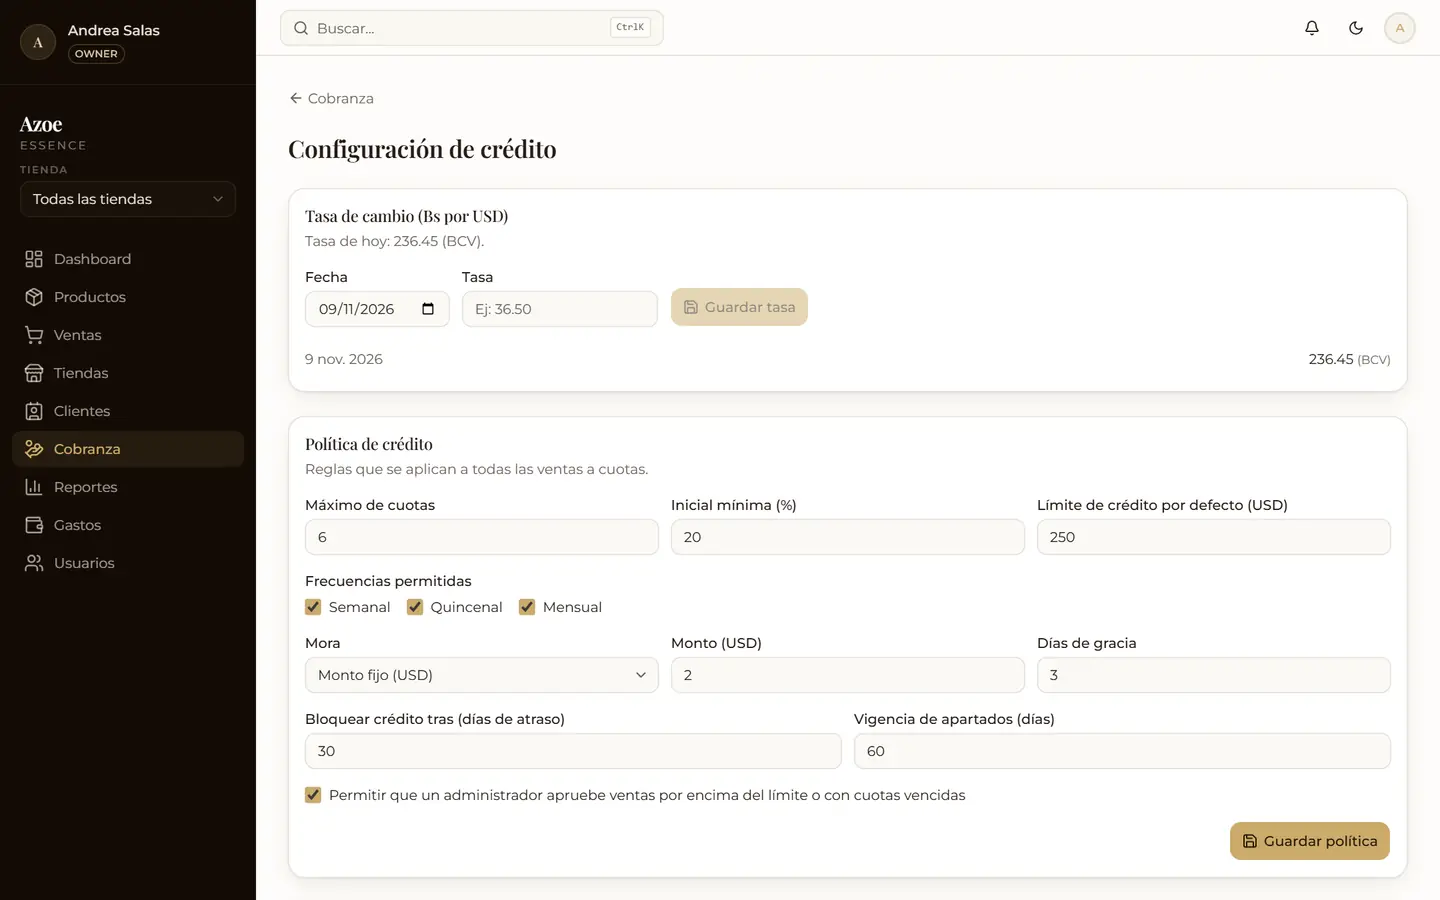 A
Andrea Salas
OWNER
Azoe
ESSENCE
TIENDA
Todas las tiendas
Dashboard
Productos
Ventas
Tiendas
Clientes
Cobranza
Reportes
Gastos
Usuarios
Buscar...
CtrlK
A
Cobranza
Configuración de crédito
Tasa de cambio (Bs por USD)
Tasa de hoy: 236.45 (BCV).
Fecha
Tasa
09/11/2026
Ej: 36.50
Guardar tasa
9 nov. 2026
236.45 (BCV)
Política de crédito
Reglas que se aplican a todas las ventas a cuotas.
Máximo de cuotas
Inicial mínima (%)
Límite de crédito por defecto (USD)
6
20
250
Frecuencias permitidas
Semanal
Quincenal
Mensual
Mora
Monto (USD)
Días de gracia
Monto fijo (USD)
2
3
Bloquear crédito tras (días de atraso)
Vigencia de apartados (días)
30
60
Permitir que un administrador apruebe ventas por encima del límite o con cuotas vencidas
Guardar política